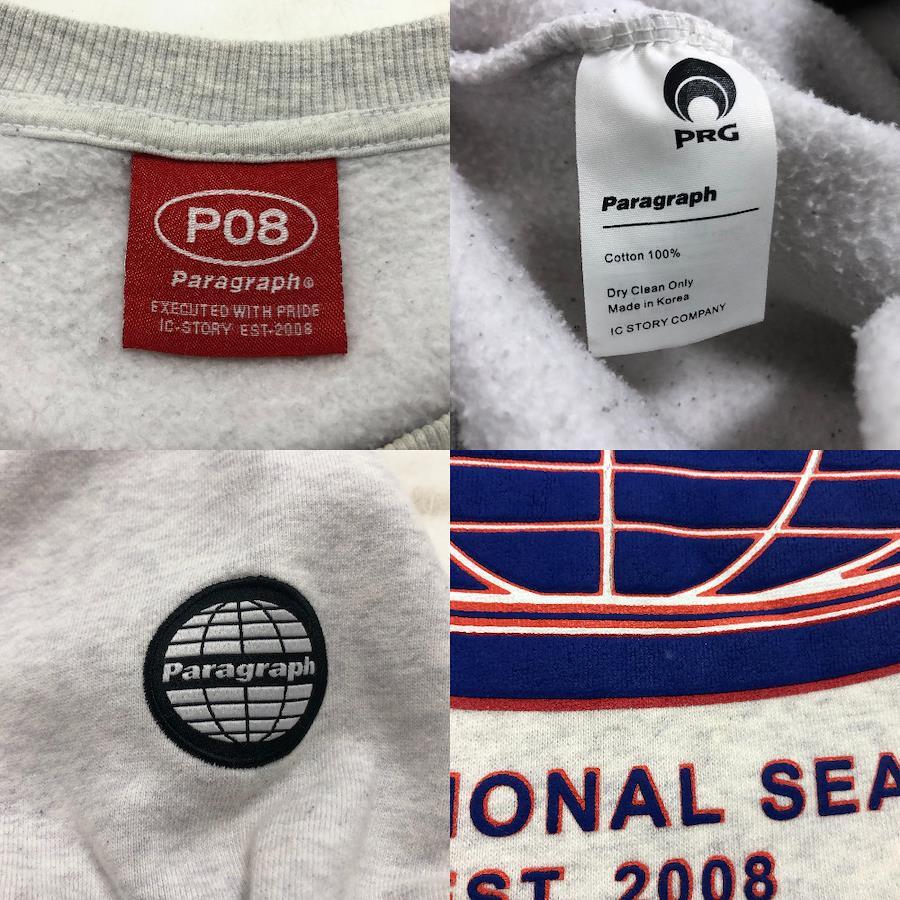 P08
Paragraph®
EXECUTED WITH PRIDE
IC-STORY EST-2008
PRG
Paragraph
Cotton 100%
Dry Clean Only
Made in Korea
IC STORY COMPANY
Paragraph
IONAL SEA
EST. 2008